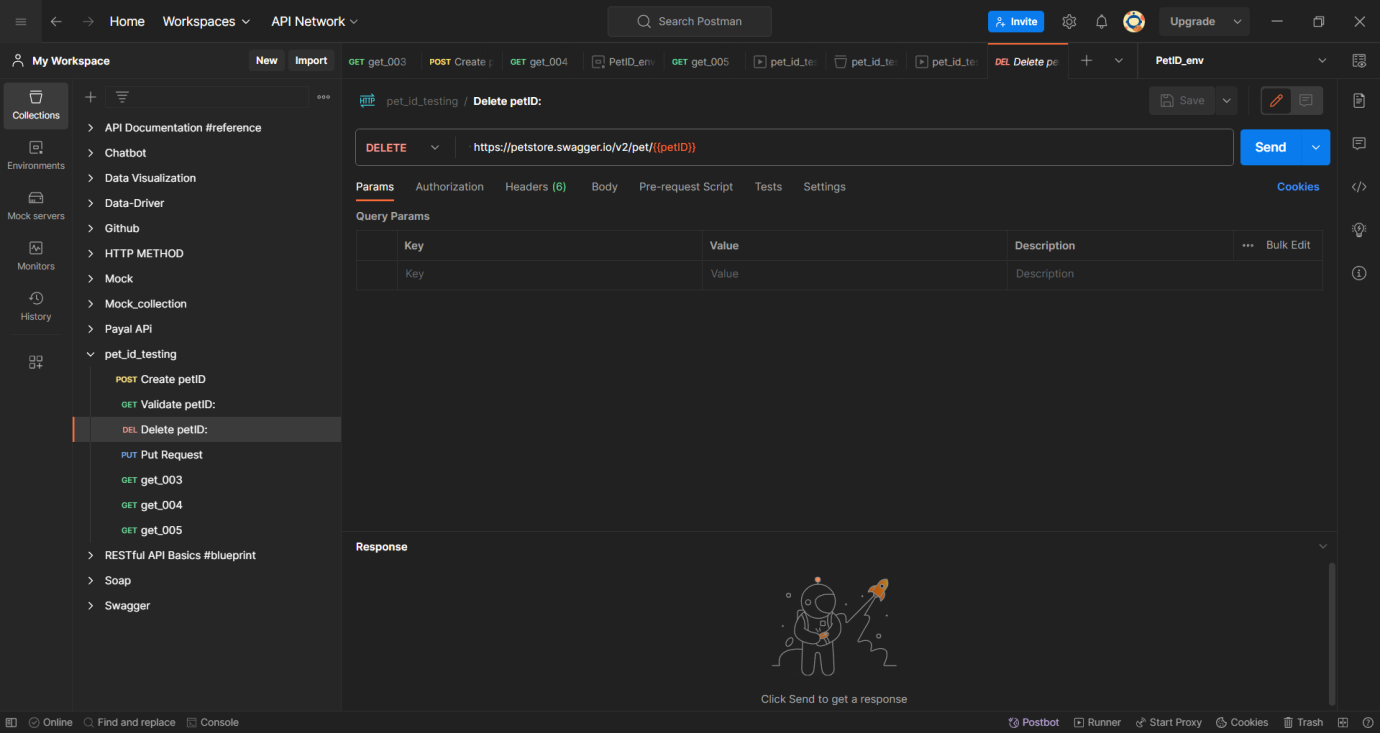 Home Workspaces API Network Search Postman Invite Upgrade
My Workspace New Import GET get_003 POST Create p GET get_004 PetID_env GET get_005 pet_id_tes pet_id_tes pet_id_tes DEL Delete pe PetID_env
Collections
Environments
Mock servers
Monitors
History
API Documentation #reference
Chatbot
Data Visualization
Data-Driver
Github
HTTP METHOD
Mock
Mock_collection
Payal APi
pet_id_testing
POST Create petID
GET Validate petID:
DEL Delete petID:
PUT Put Request
GET get_003
GET get_004
GET get_005
RESTful API Basics #blueprint
Soap
Swagger
HTTP pet_id_testing / Delete petID: Save
DELETE https://petstore.swagger.io/v2/pet/{{petID}} Send
Params Authorization Headers (6) Body Pre-request Script Tests Settings Cookies
Query Params
Key Value Description Bulk Edit
Key Value Description
Response
Click Send to get a response
Online Find and replace Console Postbot Runner Start Proxy Cookies Trash